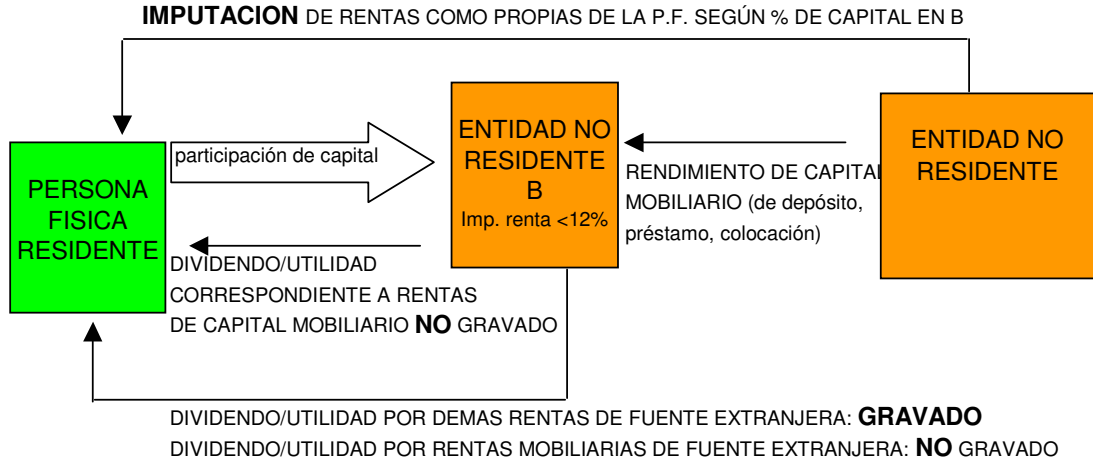 IMPUTACION DE RENTAS COMO PROPIAS DE LA P.F. SEGÚN % DE CAPITAL EN B
PERSONA
FISICA
RESIDENTE
participación de capital
ENTIDAD NO
RESIDENTE
B
Imp. renta <12%
RENDIMIENTO DE CAPITAL
MOBILIARIO (de depósito,
préstamo, colocación)
ENTIDAD NO
RESIDENTE
DIVIDENDO/UTILIDAD
CORRESPONDIENTE A RENTAS
DE CAPITAL MOBILIARIO NO GRAVADO
DIVIDENDO/UTILIDAD POR DEMAS RENTAS DE FUENTE EXTRANJERA: GRAVADO
DIVIDENDO/UTILIDAD POR RENTAS MOBILIARIAS DE FUENTE EXTRANJERA: NO GRAVADO